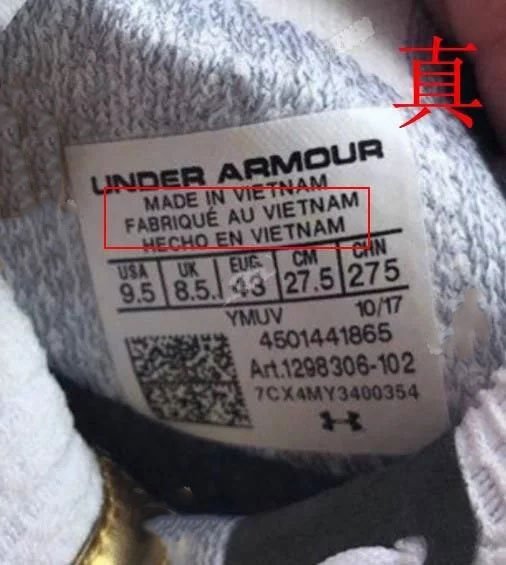 真
UNDER ARMOUR
MADE IN VIETNAM
FABRIQUÉ AU VIETNAM
HECHO EN VIETNAM
USA UK EUG. CM CHN
9.5 8.5. 43 27.5 275
YMUV 10/17
4501441865
Art.1298306-102
7CX4MY3400354